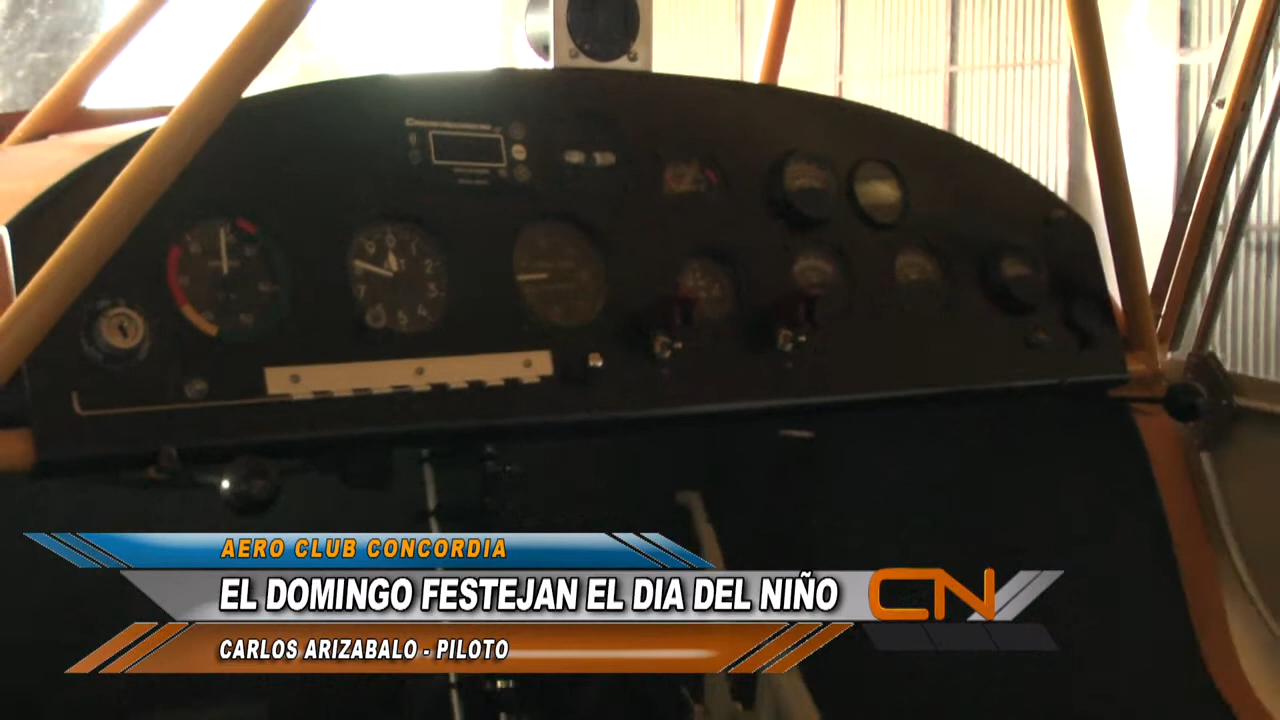 AERO CLUB CONCORDIA
EL DOMINGO FESTEJAN EL DIA DEL NIÑO
CN
CARLOS ARIZABALO - PILOTO